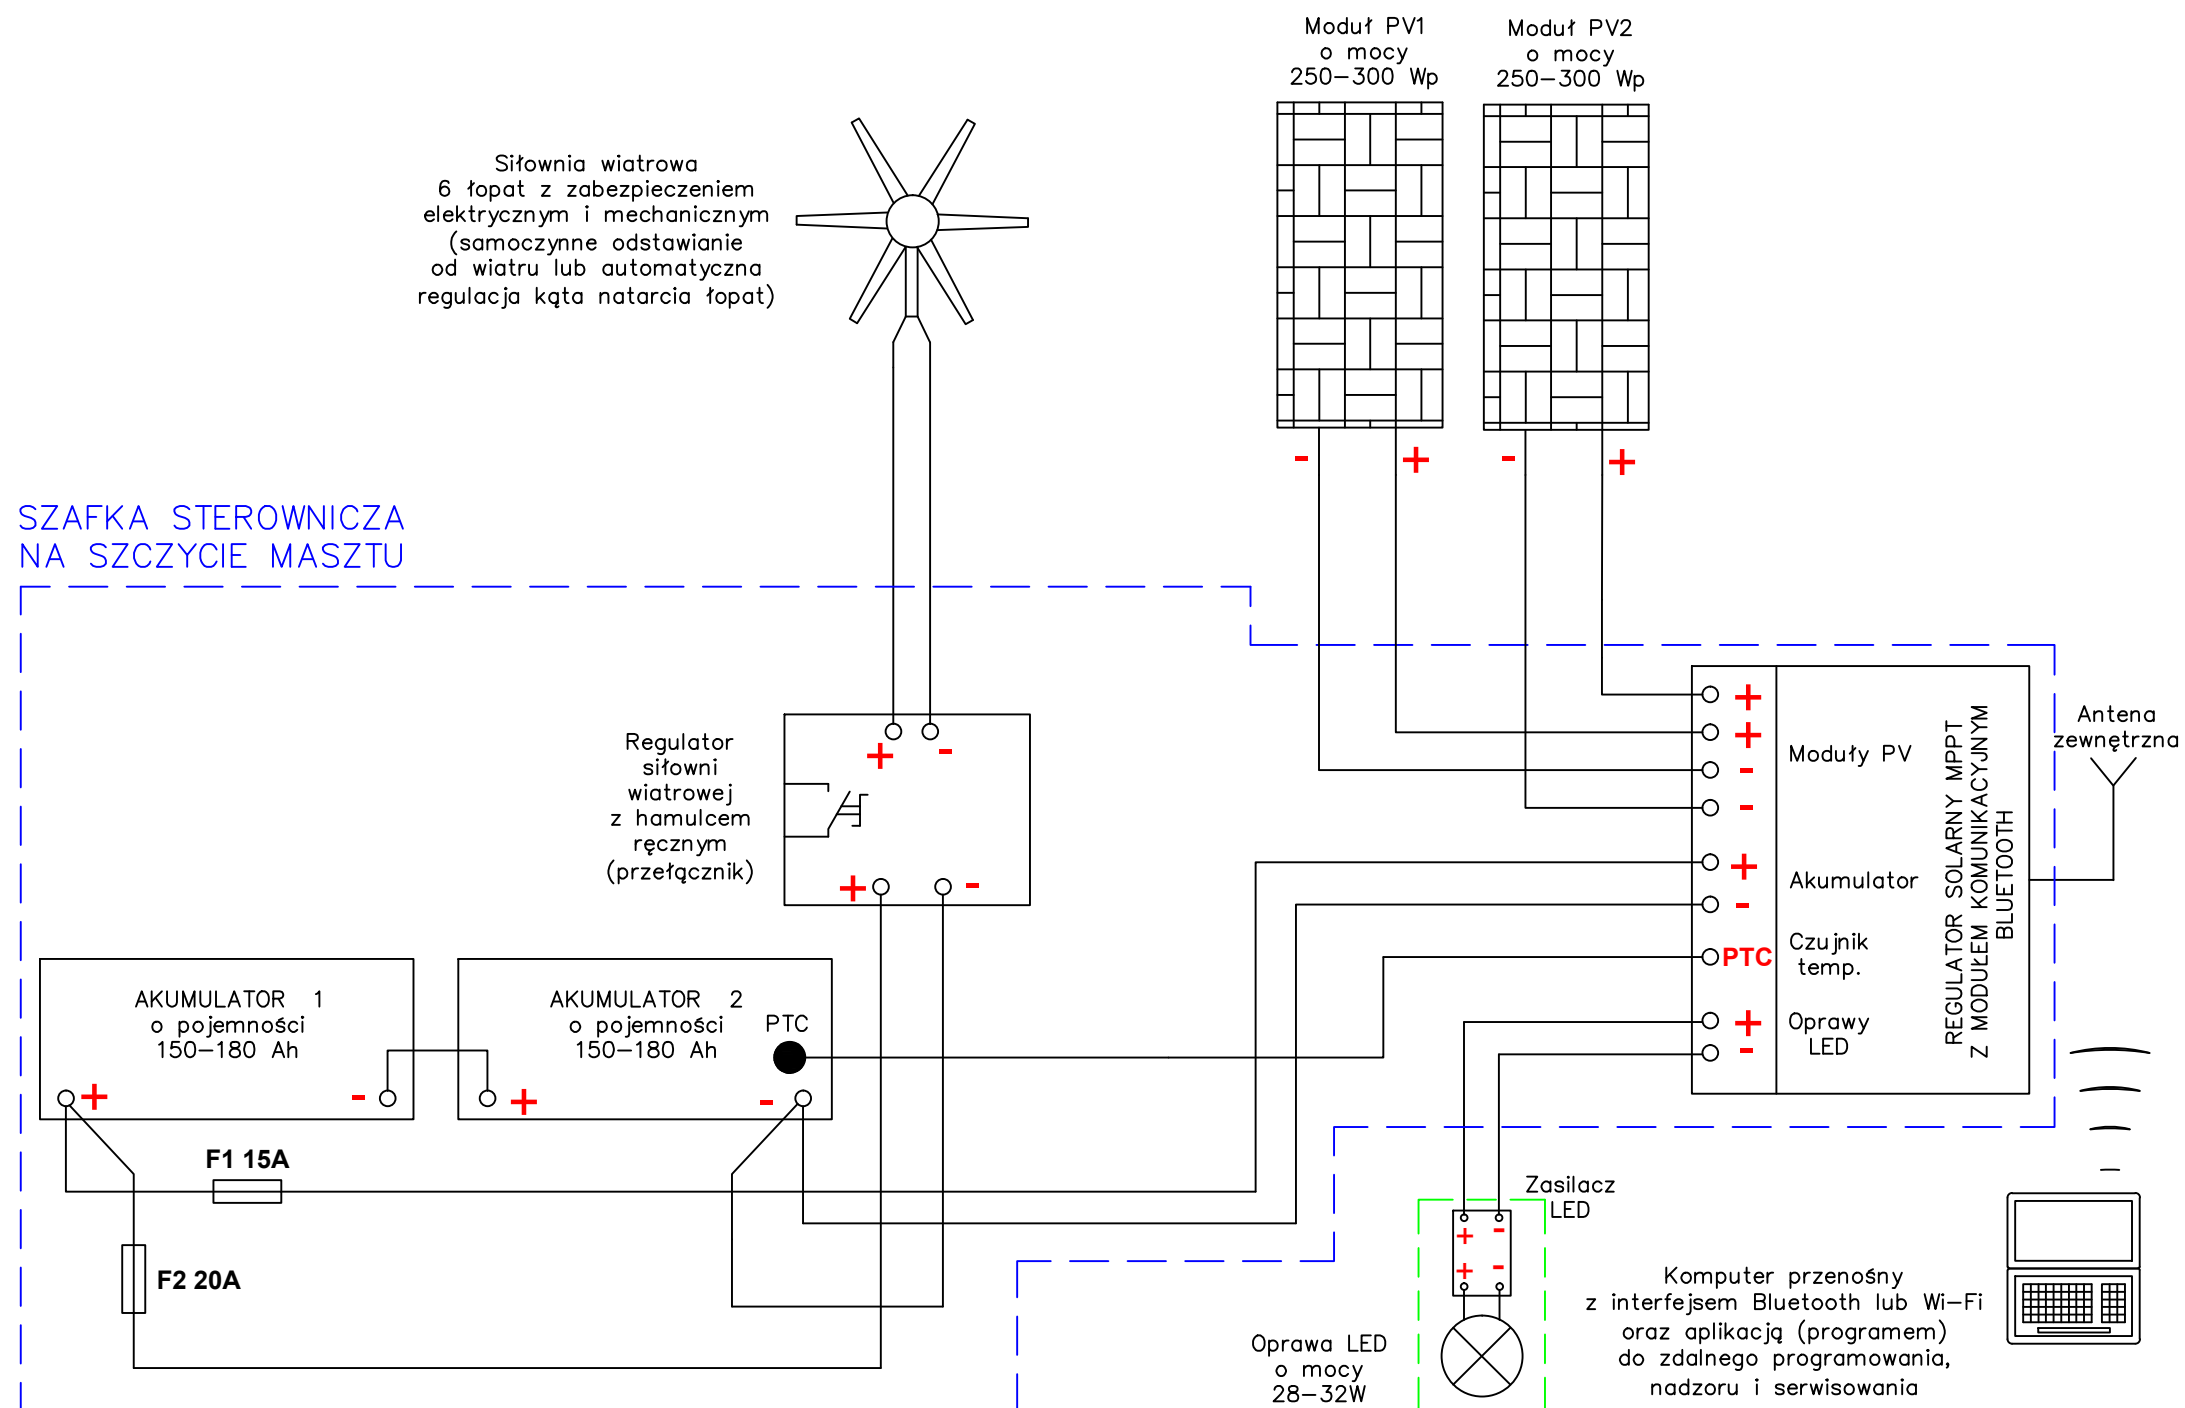 Moduł PV1
o mocy
250-300 Wp
Moduł PV2
o mocy
250-300 Wp
Siłownia wiatrowa
6 łopat z zabezpieczeniem
elektrycznym i mechanicznym
(samoczynne odstawianie
od wiatru lub automatyczna
regulacja kąta natarcia łopat)
- +
- +
SZAFKA STEROWNICZA
NA SZCZYCIE MASZTU
Regulator
siłowni
wiatrowej
z hamulcem
ręcznym
(przełącznik)
+ -
+ -
+
+
-
-
Moduły PV
+
-
Akumulator
PTC
Czujnik
temp.
+
-
Oprawy
LED
REGULATOR SOLARNY MPPT
Z MODUŁEM KOMUNIKACYJNYM
BLUETOOTH
Antena
zewnętrzna
AKUMULATOR 1
o pojemności
150-180 Ah
+ -
AKUMULATOR 2
o pojemności
150-180 Ah
PTC
+ -
F1 15A
F2 20A
Zasilacz
LED
+ -
+ -
Oprawa LED
o mocy
28-32W
Komputer przenośny
z interfejsem Bluetooth lub Wi-Fi
oraz aplikacją (programem)
do zdalnego programowania,
nadzoru i serwisowania